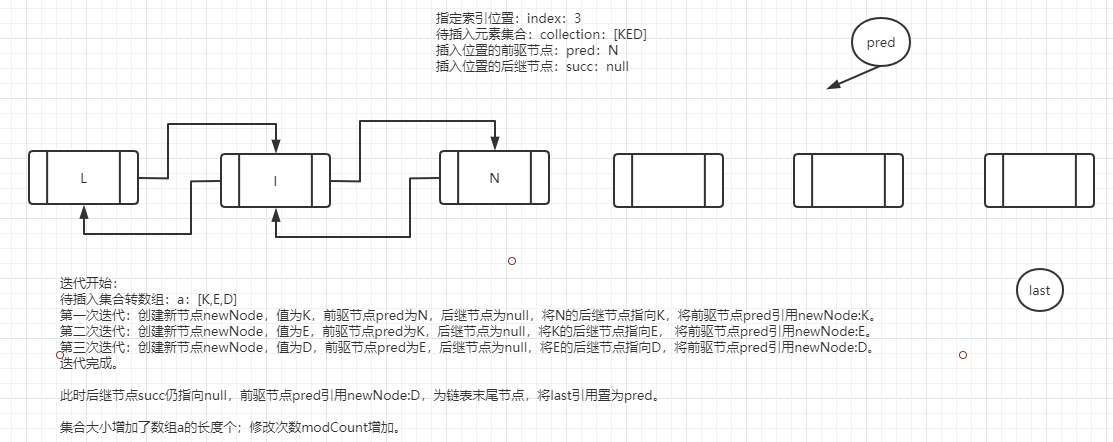 指定索引位置：index：3
待插入元素集合：collection：[KED]
插入位置的前驱节点：pred：N
插入位置的后继节点：succ：null
pred
L
I
N
迭代开始：
待插入集合转数组：a：[K,E,D]
第一次迭代：创建新节点newNode，值为K，前驱节点pred为N，后继节点为null，将N的后继节点指向K，将前驱节点pred引用newNode:K。
第二次迭代：创建新节点newNode，值为E，前驱节点pred为K，后继节点为null，将K的后继节点指向E， 将前驱节点pred引用newNode:E。
第三次迭代：创建新节点newNode，值为D，前驱节点pred为E，后继节点为null，将E的后继节点指向D，将前驱节点pred引用newNode:D。
迭代完成。
last
此时后继节点succ仍指向null，前驱节点pred引用newNode:D，为链表末尾节点，将last引用置为pred。
集合大小增加了数组a的长度个；修改次数modCount增加。